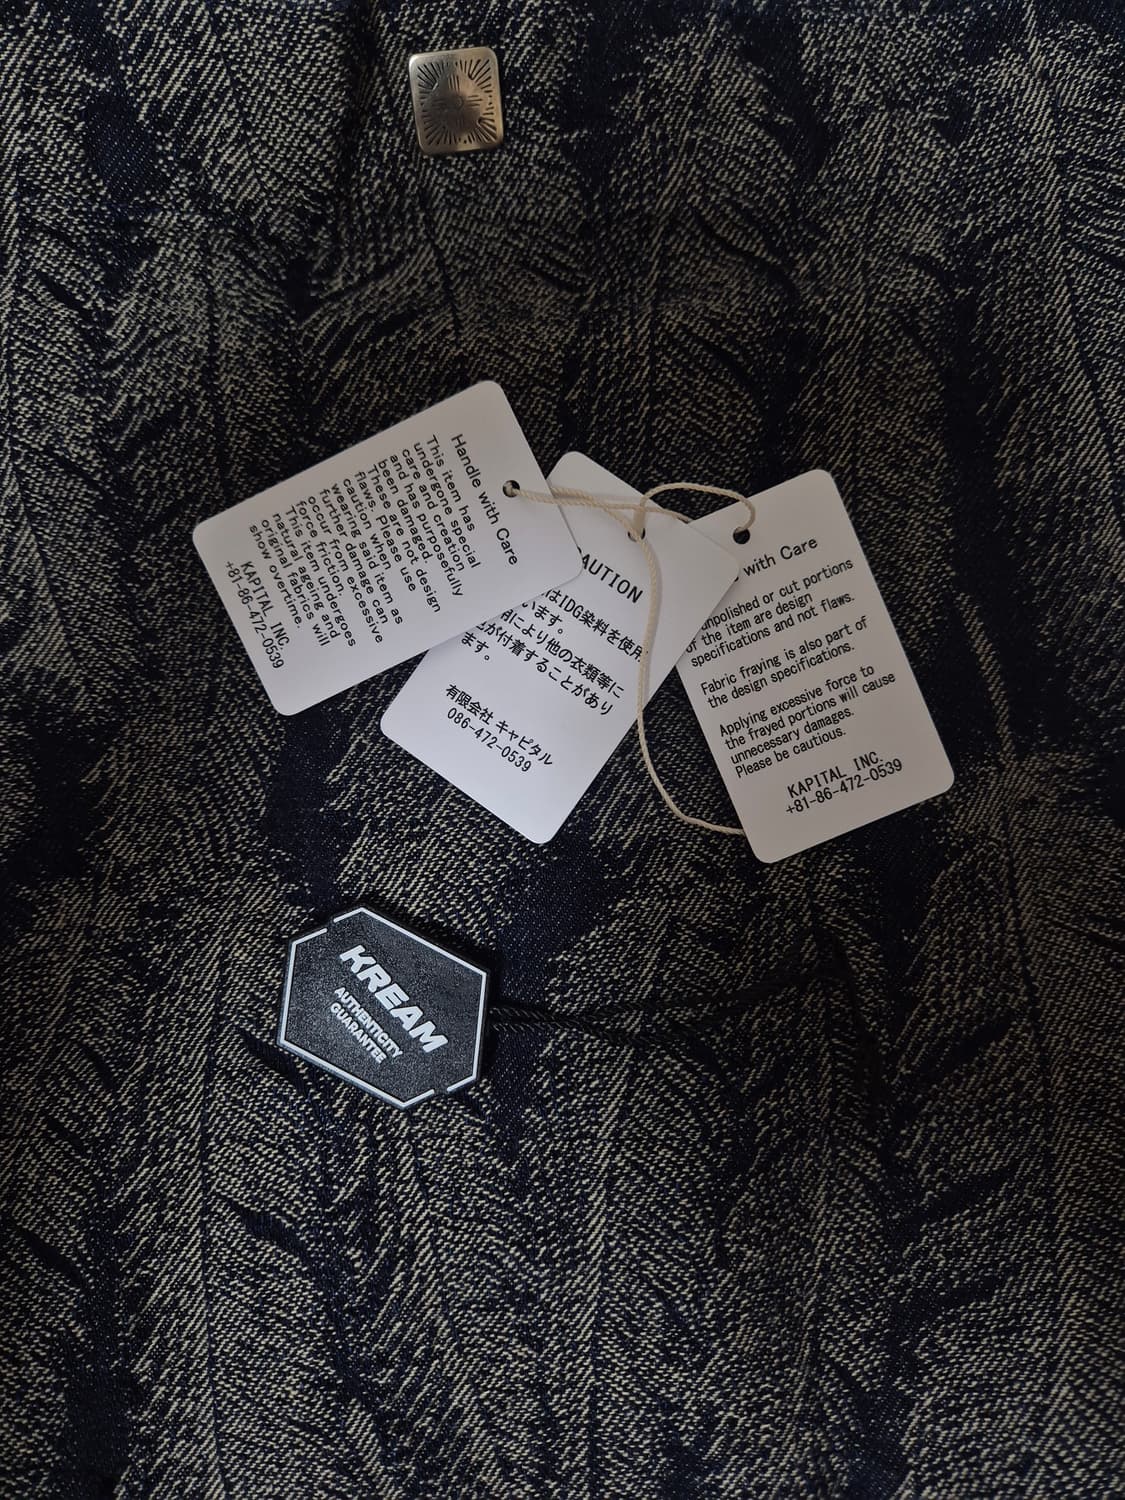 Handle with Care
This item has
undergone special
care and creation
and has purposefully
been damaged.
These are not design
flaws. Please use
caution when
wearing said item as
further damage can
occur from excessive
force friction.
This item undergoes
natural ageing and
original fabrics will
show overtime.
KAPITAL INC.
+81-86-472-0539
AUTION
はIDG染料を使用
います。
用により他の衣類等に
色が付着することがあり
ます。
有限会社 キャピタル
086-472-0539
with Care
unpolished or cut portions
of the item are design
specifications and not flaws.
Fabric fraying is also part of
the design specifications.
Applying excessive force to
the frayed portions will cause
unnecessary damages.
Please be cautious.
KAPITAL INC.
+81-86-472-0539
KREAM
AUTHENTICITY
GUARANTEE